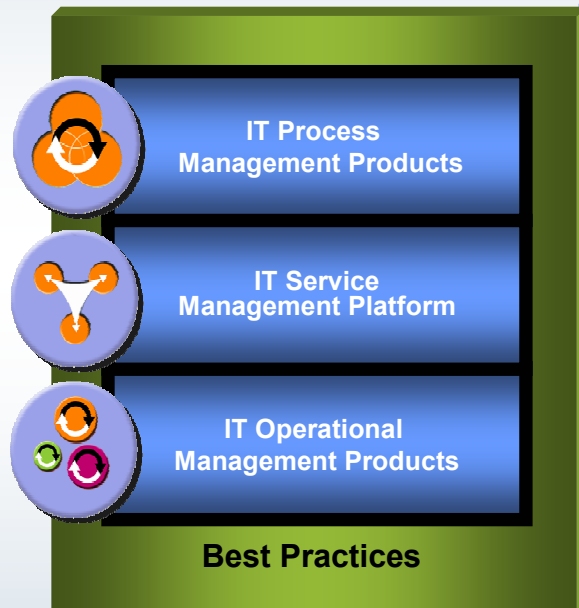 IT Process
Management Products
IT Service
Management Platform
IT Operational
Management Products
Best Practices